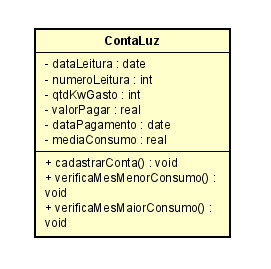 ContaLuz
- dataLeitura : date
- numeroLeitura : int
- qtdKwGasto : int
- valorPagar : real
- dataPagamento : date
- mediaConsumo : real
+ cadastrarConta() : void
+ verificaMesMenorConsumo() :
void
+ verificaMesMaiorConsumo() :
void